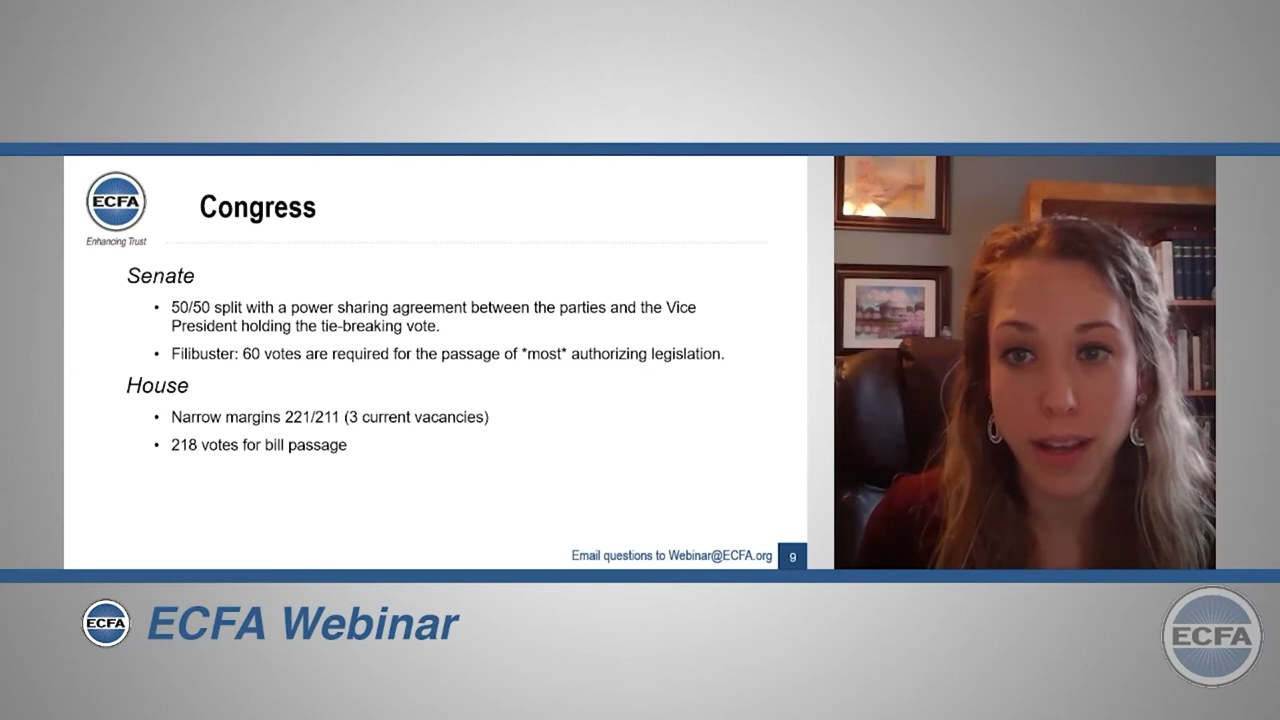 ECFA
Enhancing Trust
Congress
Senate
• 50/50 split with a power sharing agreement between the parties and the Vice
President holding the tie-breaking vote.
• Filibuster: 60 votes are required for the passage of *most* authorizing legislation.
House
• Narrow margins 221/211 (3 current vacancies)
• 218 votes for bill passage
Email questions to Webinar@ECFA.org 9
ECFA ECFA Webinar
ECFA